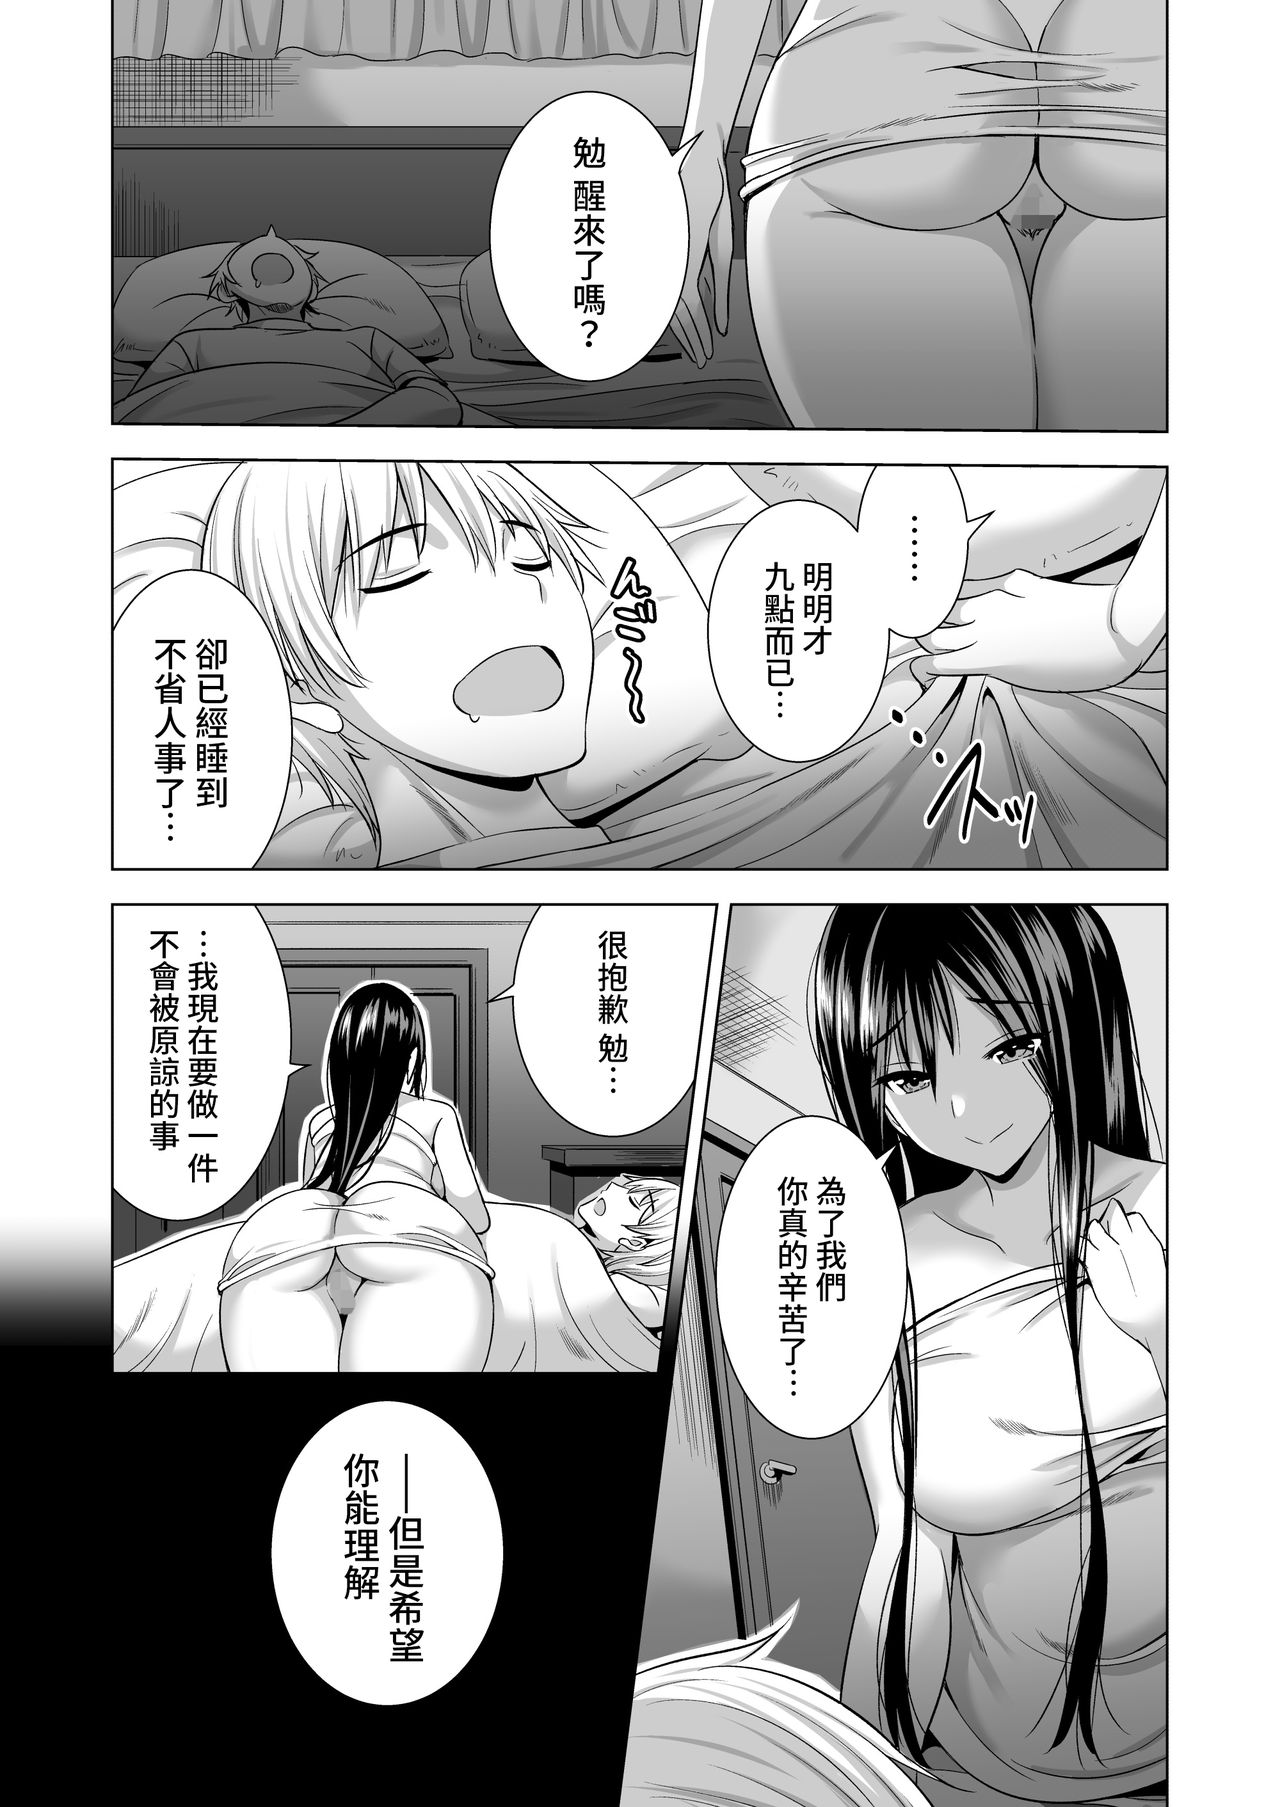 勉 醒來了嗎？
……
明明才
九點而已…
んご～～
スッ
卻已經睡到
不省人事了…
為了我們
你真的辛苦了…
很抱歉 勉…
…我現在要做一件
不會被原諒的事
──但是希望
你能理解